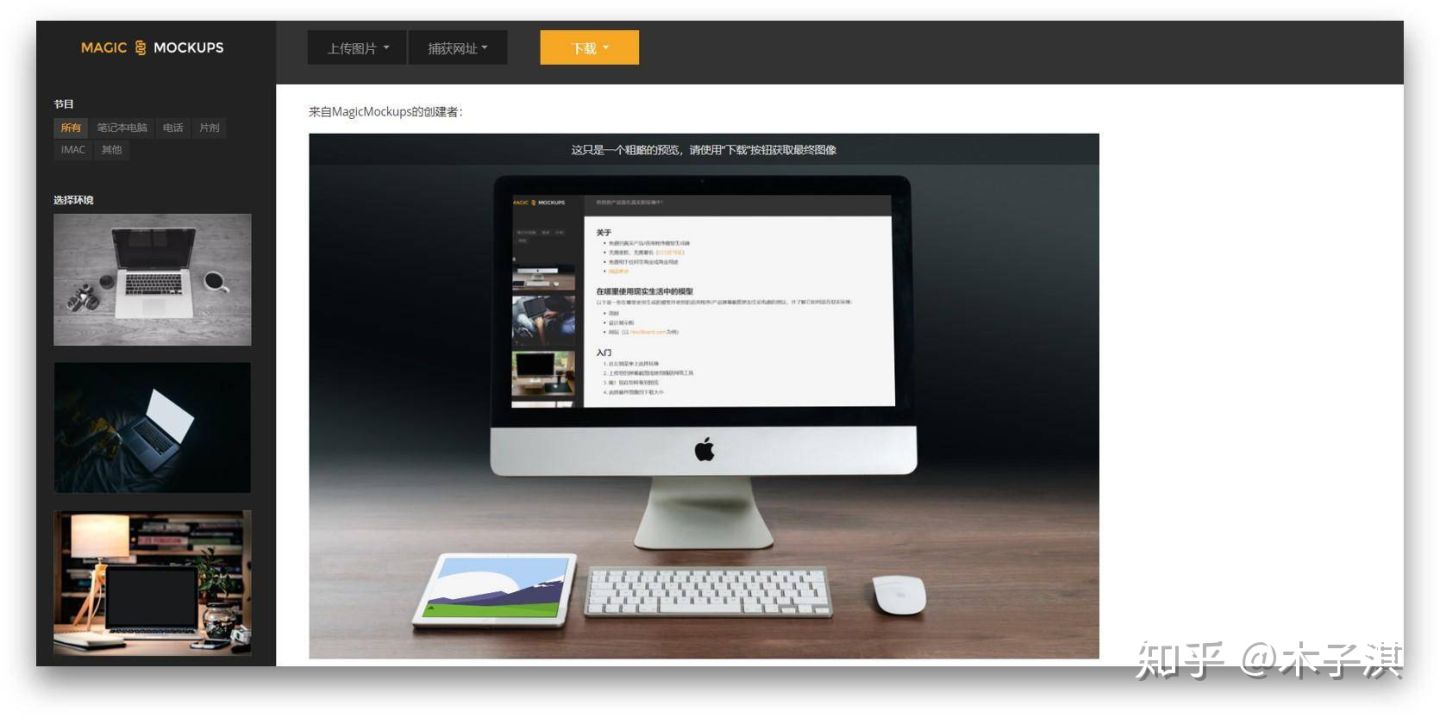 MAGIC MOCKUPS
上传图片
捕获网址
下载
节目
所有 笔记本电脑 电话 片剂
IMAC 其他
选择环境
来自MagicMockups的创建者：
这只是一个粗略的预览，请使用"下载"按钮获取最终图像
MAGIC MOCKUPS
关于
在哪里使用现实生活中的模型
入门
知乎 @木子淇